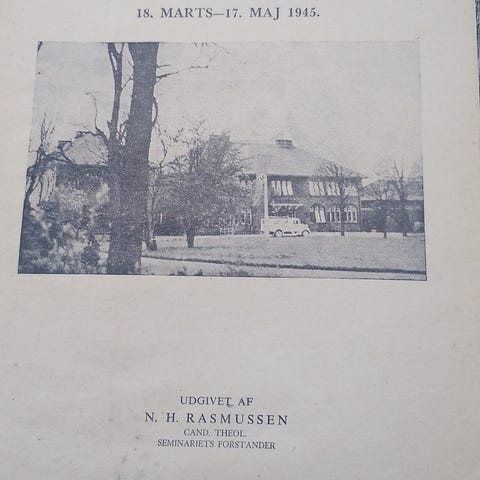 18. MARTS—17. MAJ 1945.
UDGIVET AF
N. H. RASMUSSEN
CAND. THEOL.
SEMINARIETS FORSTANDER